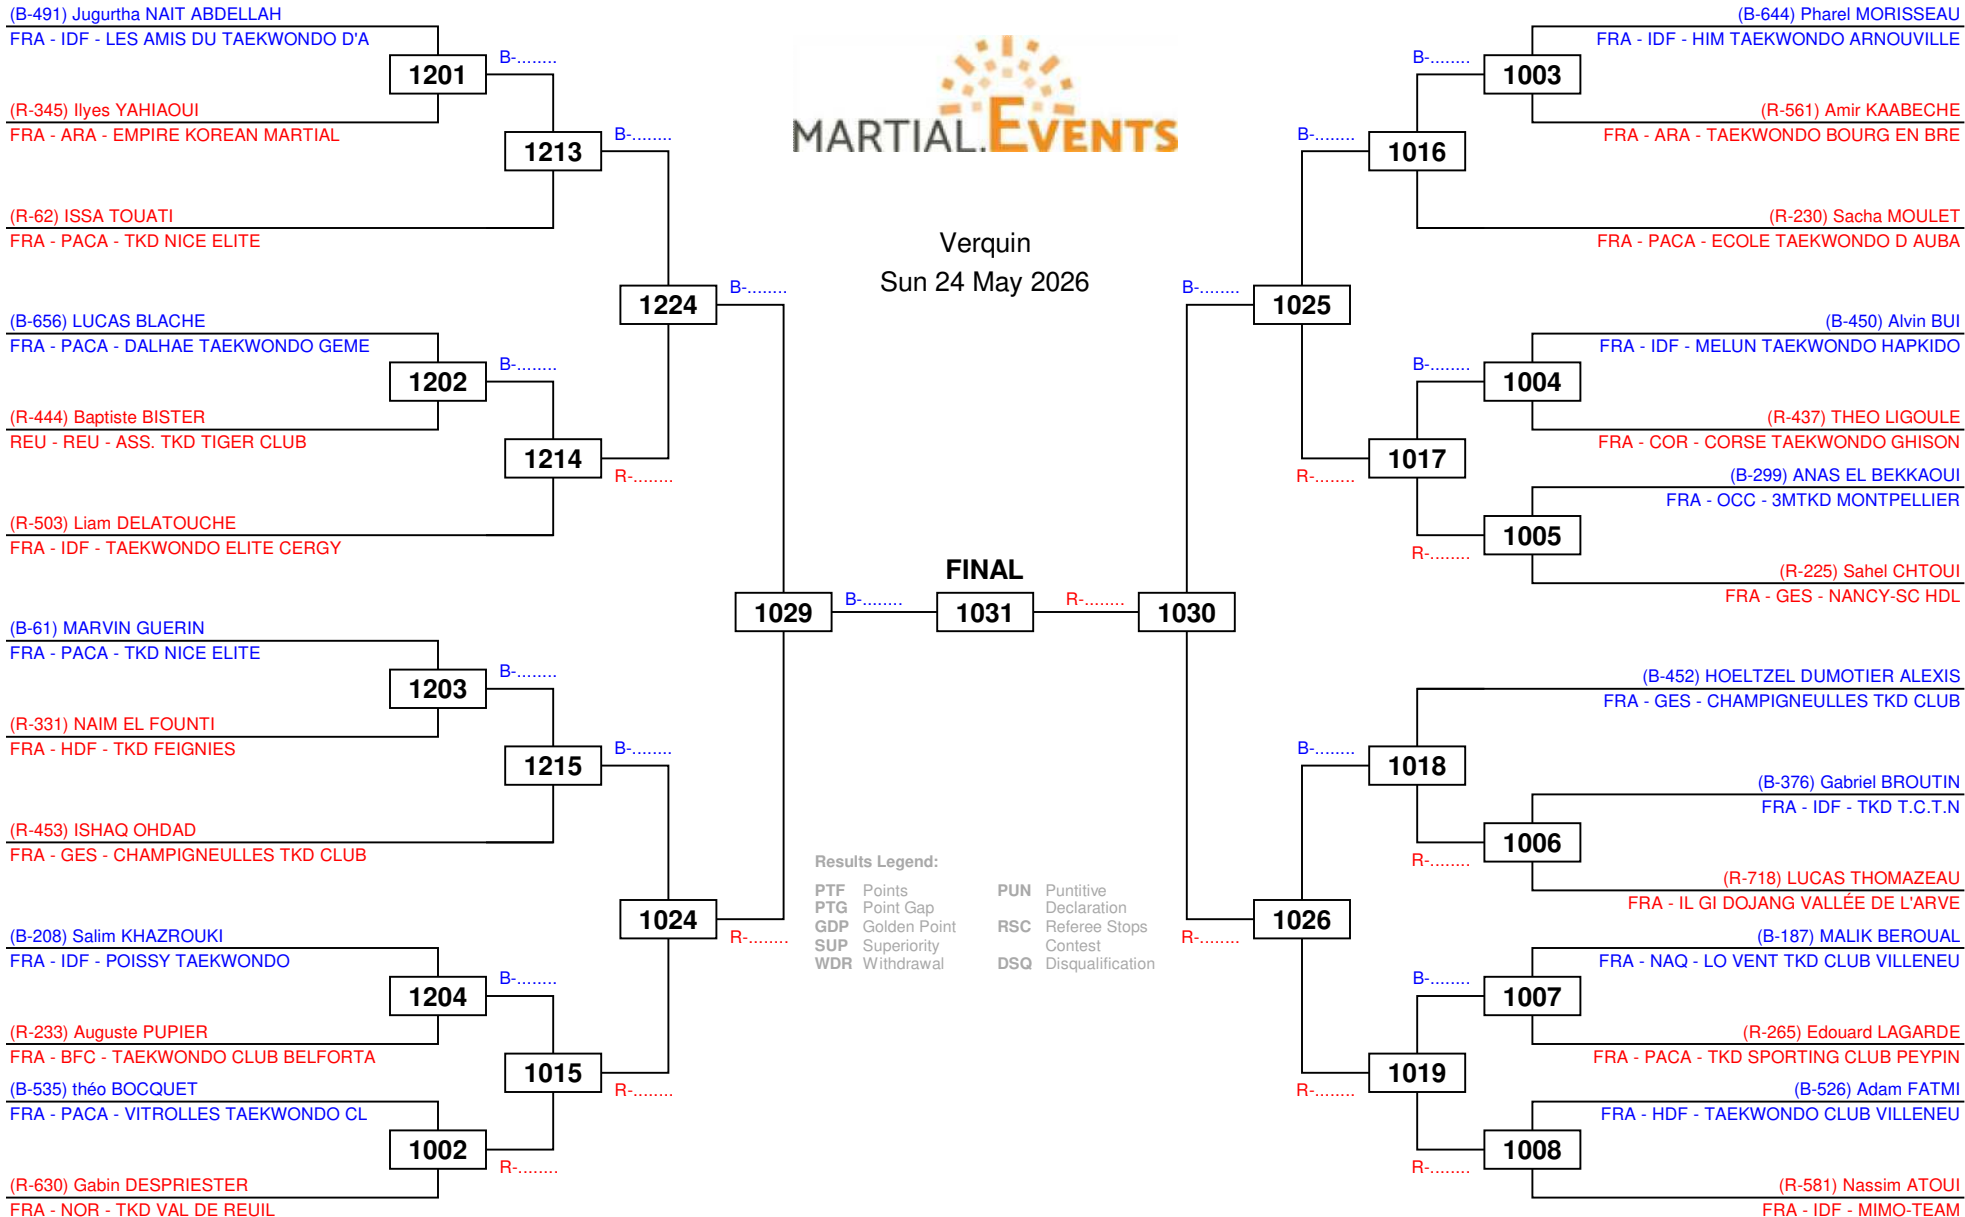 (B-491) Jugurtha NAIT ABDELLAH
FRA - IDF - LES AMIS DU TAEKWONDO D'A
1201
B-........
(R-345) Ilyes YAHIAOUI
FRA - ARA - EMPIRE KOREAN MARTIAL
1213
B-........
(R-62) ISSA TOUATI
FRA - PACA - TKD NICE ELITE
1224
B-........
(B-656) LUCAS BLACHE
FRA - PACA - DALHAE TAEKWONDO GEME
1202
B-........
(R-444) Baptiste BISTER
REU - REU - ASS. TKD TIGER CLUB
1214
R-........
(R-503) Liam DELATOUCHE
FRA - IDF - TAEKWONDO ELITE CERGY
1029
B-........
(B-61) MARVIN GUERIN
FRA - PACA - TKD NICE ELITE
1203
B-........
(R-331) NAIM EL FOUNTI
FRA - HDF - TKD FEIGNIES
1215
B-........
(R-453) ISHAQ OHDAD
FRA - GES - CHAMPIGNEULLES TKD CLUB
1024
R-........
(B-208) Salim KHAZROUKI
FRA - IDF - POISSY TAEKWONDO
1204
B-........
(R-233) Auguste PUPIER
FRA - BFC - TAEKWONDO CLUB BELFORTA
1015
R-........
(B-535) théo BOCQUET
FRA - PACA - VITROLLES TAEKWONDO CL
1002
R-........
(R-630) Gabin DESPRIESTER
FRA - NOR - TKD VAL DE REUIL
MARTIAL.EVENTS
Verquin
Sun 24 May 2026
FINAL
1031
Results Legend:
PTF Points
PTG Point Gap
GDP Golden Point
SUP Superiority
WDR Withdrawal
PUN Puntitive
Declaration
RSC Referee Stops
Contest
DSQ Disqualification
(B-644) Pharel MORISSEAU
FRA - IDF - HIM TAEKWONDO ARNOUVILLE
B-........
1003
(R-561) Amir KAABECHE
FRA - ARA - TAEKWONDO BOURG EN BRE
B-........
1016
(R-230) Sacha MOULET
FRA - PACA - ECOLE TAEKWONDO D AUBA
B-........
1025
(B-450) Alvin BUI
FRA - IDF - MELUN TAEKWONDO HAPKIDO
B-........
1004
(R-437) THEO LIGOULE
FRA - COR - CORSE TAEKWONDO GHISON
R-........
1017
(B-299) ANAS EL BEKKAOUI
FRA - OCC - 3MTKD MONTPELLIER
R-........
1005
(R-225) Sahel CHTOUI
FRA - GES - NANCY-SC HDL
R-........
1030
(B-452) HOELTZEL DUMOTIER ALEXIS
FRA - GES - CHAMPIGNEULLES TKD CLUB
B-........
1018
(B-376) Gabriel BROUTIN
FRA - IDF - TKD T.C.T.N
R-........
1006
(R-718) LUCAS THOMAZEAU
FRA - IL GI DOJANG VALLÉE DE L'ARVE
R-........
1026
(B-187) MALIK BEROUAL
FRA - NAQ - LO VENT TKD CLUB VILLENEU
B-........
1007
(R-265) Edouard LAGARDE
FRA - PACA - TKD SPORTING CLUB PEYPIN
R-........
1019
(B-526) Adam FATMI
FRA - HDF - TAEKWONDO CLUB VILLENEU
R-........
1008
(R-581) Nassim ATOUI
FRA - IDF - MIMO-TEAM